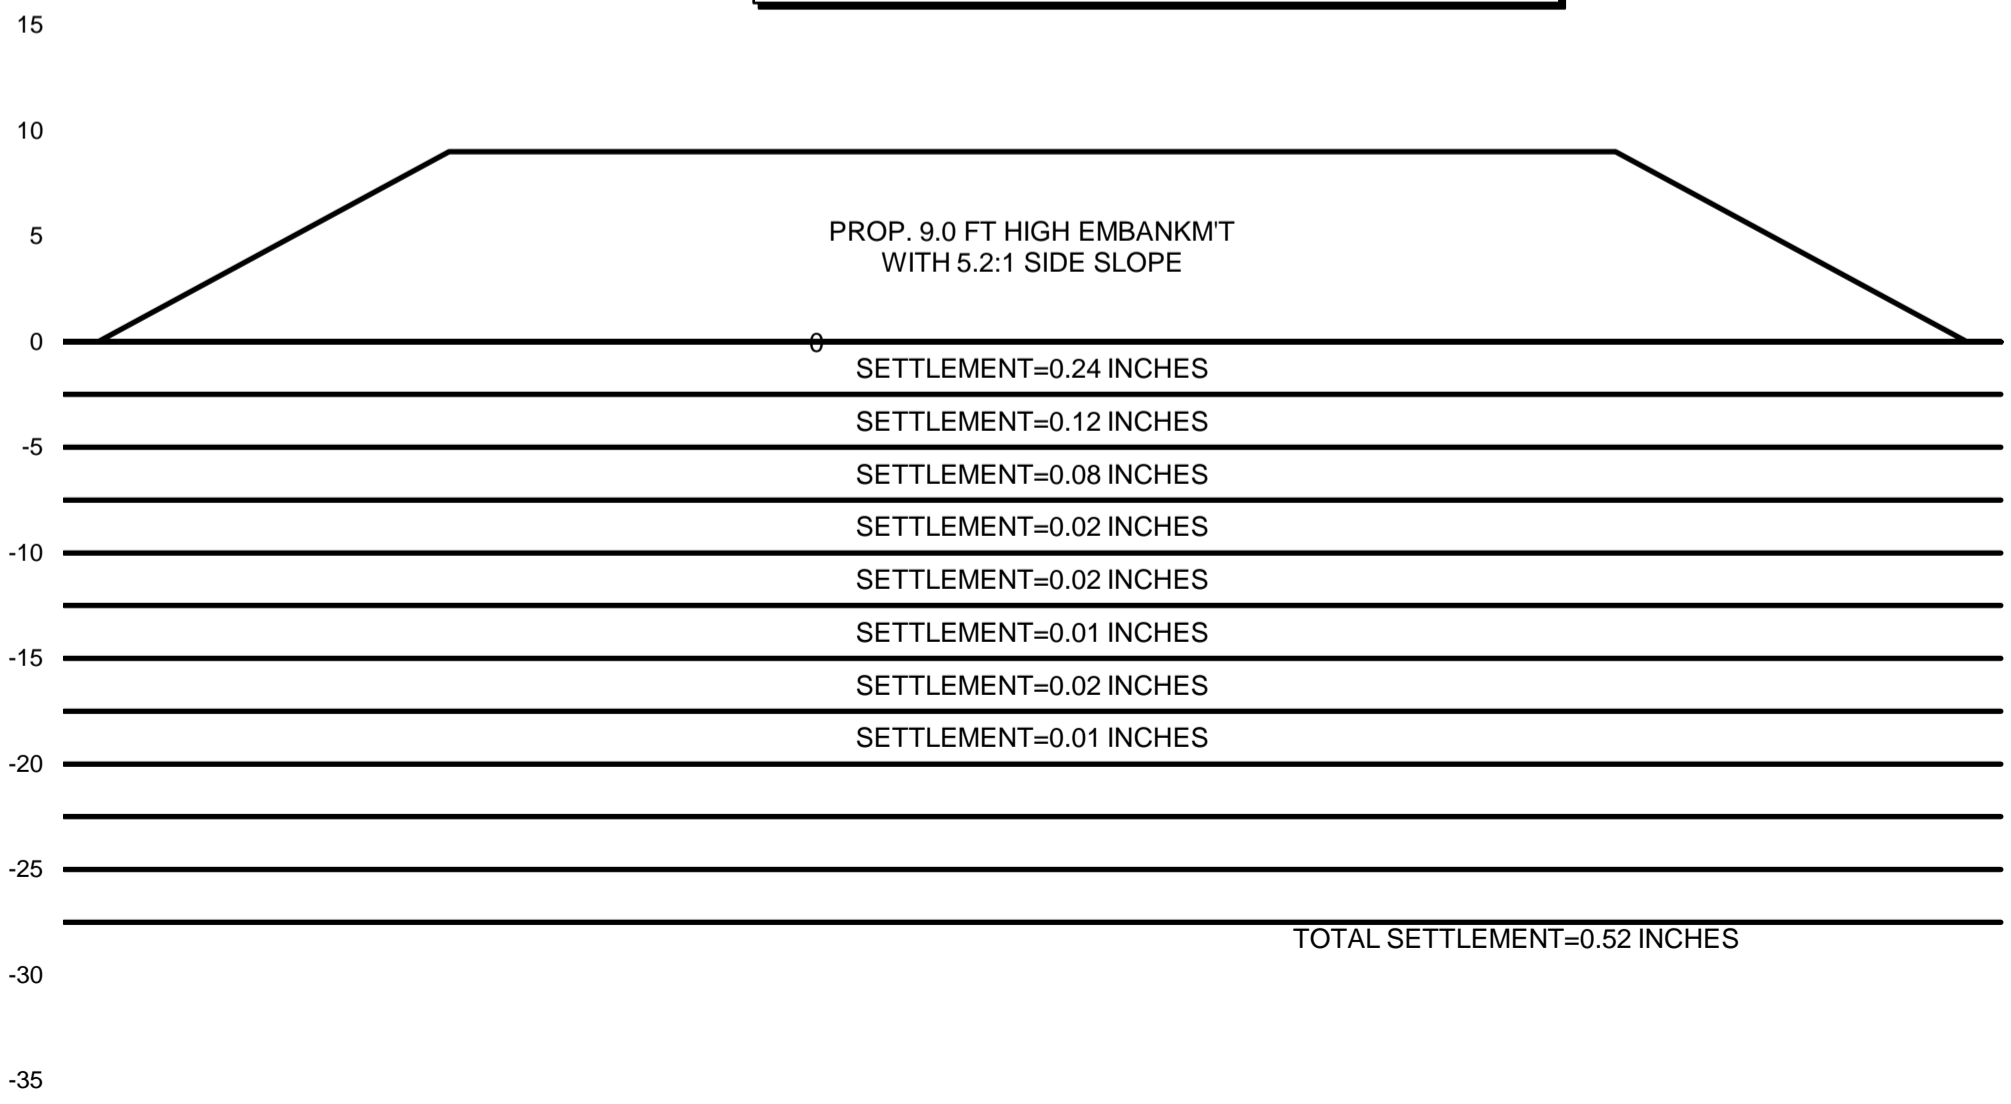 15
10
PROP. 9.0 FT HIGH EMBANKM'T
5
WITH 5.2:1 SIDE SLOPE
0
0
SETTLEMENT=0.24 INCHES
SETTLEMENT=0.12 INCHES
-5
SETTLEMENT=0.08 INCHES
SETTLEMENT=0.02 INCHES
-10
SETTLEMENT=0.02 INCHES
SETTLEMENT=0.01 INCHES
-15
SETTLEMENT=0.02 INCHES
SETTLEMENT=0.01 INCHES
-20
-25
TOTAL SETTLEMENT=0.52 INCHES
-30
-35